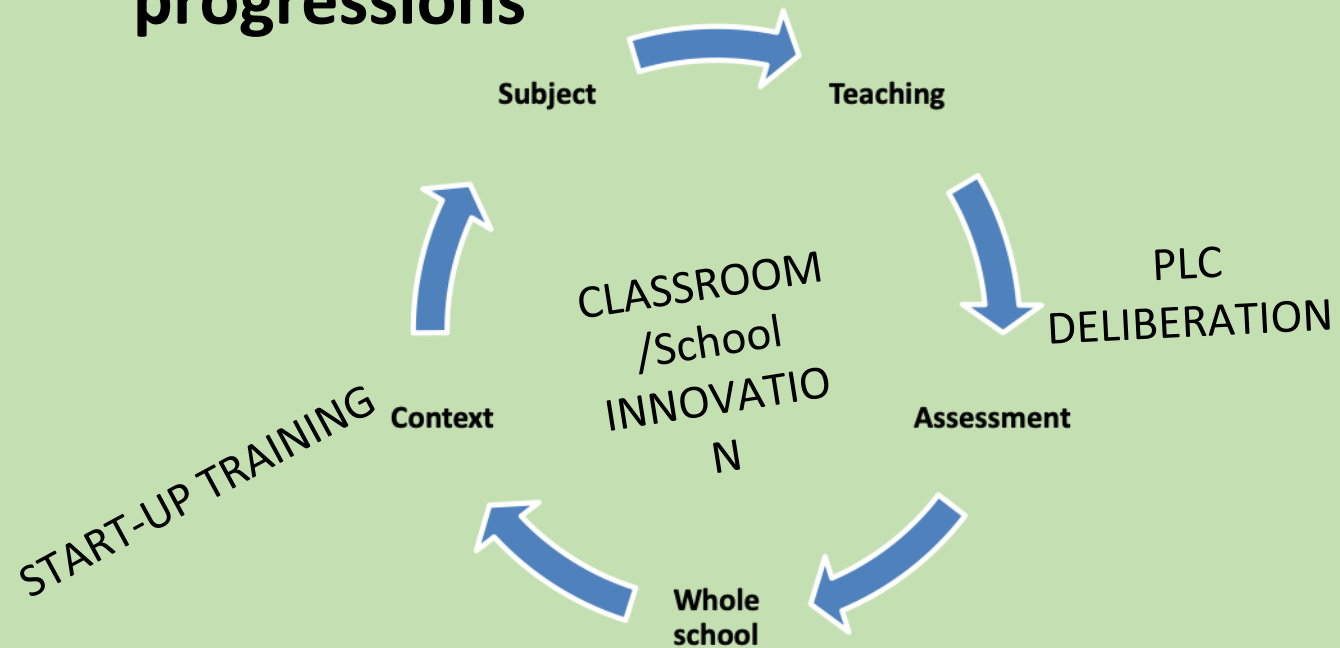 progressions
Subject
Teaching
CLASSROOM
/School
INNOVATIO
N
PLC
DELIBERATION
START-UP TRAINING
Context
Assessment
Whole
school